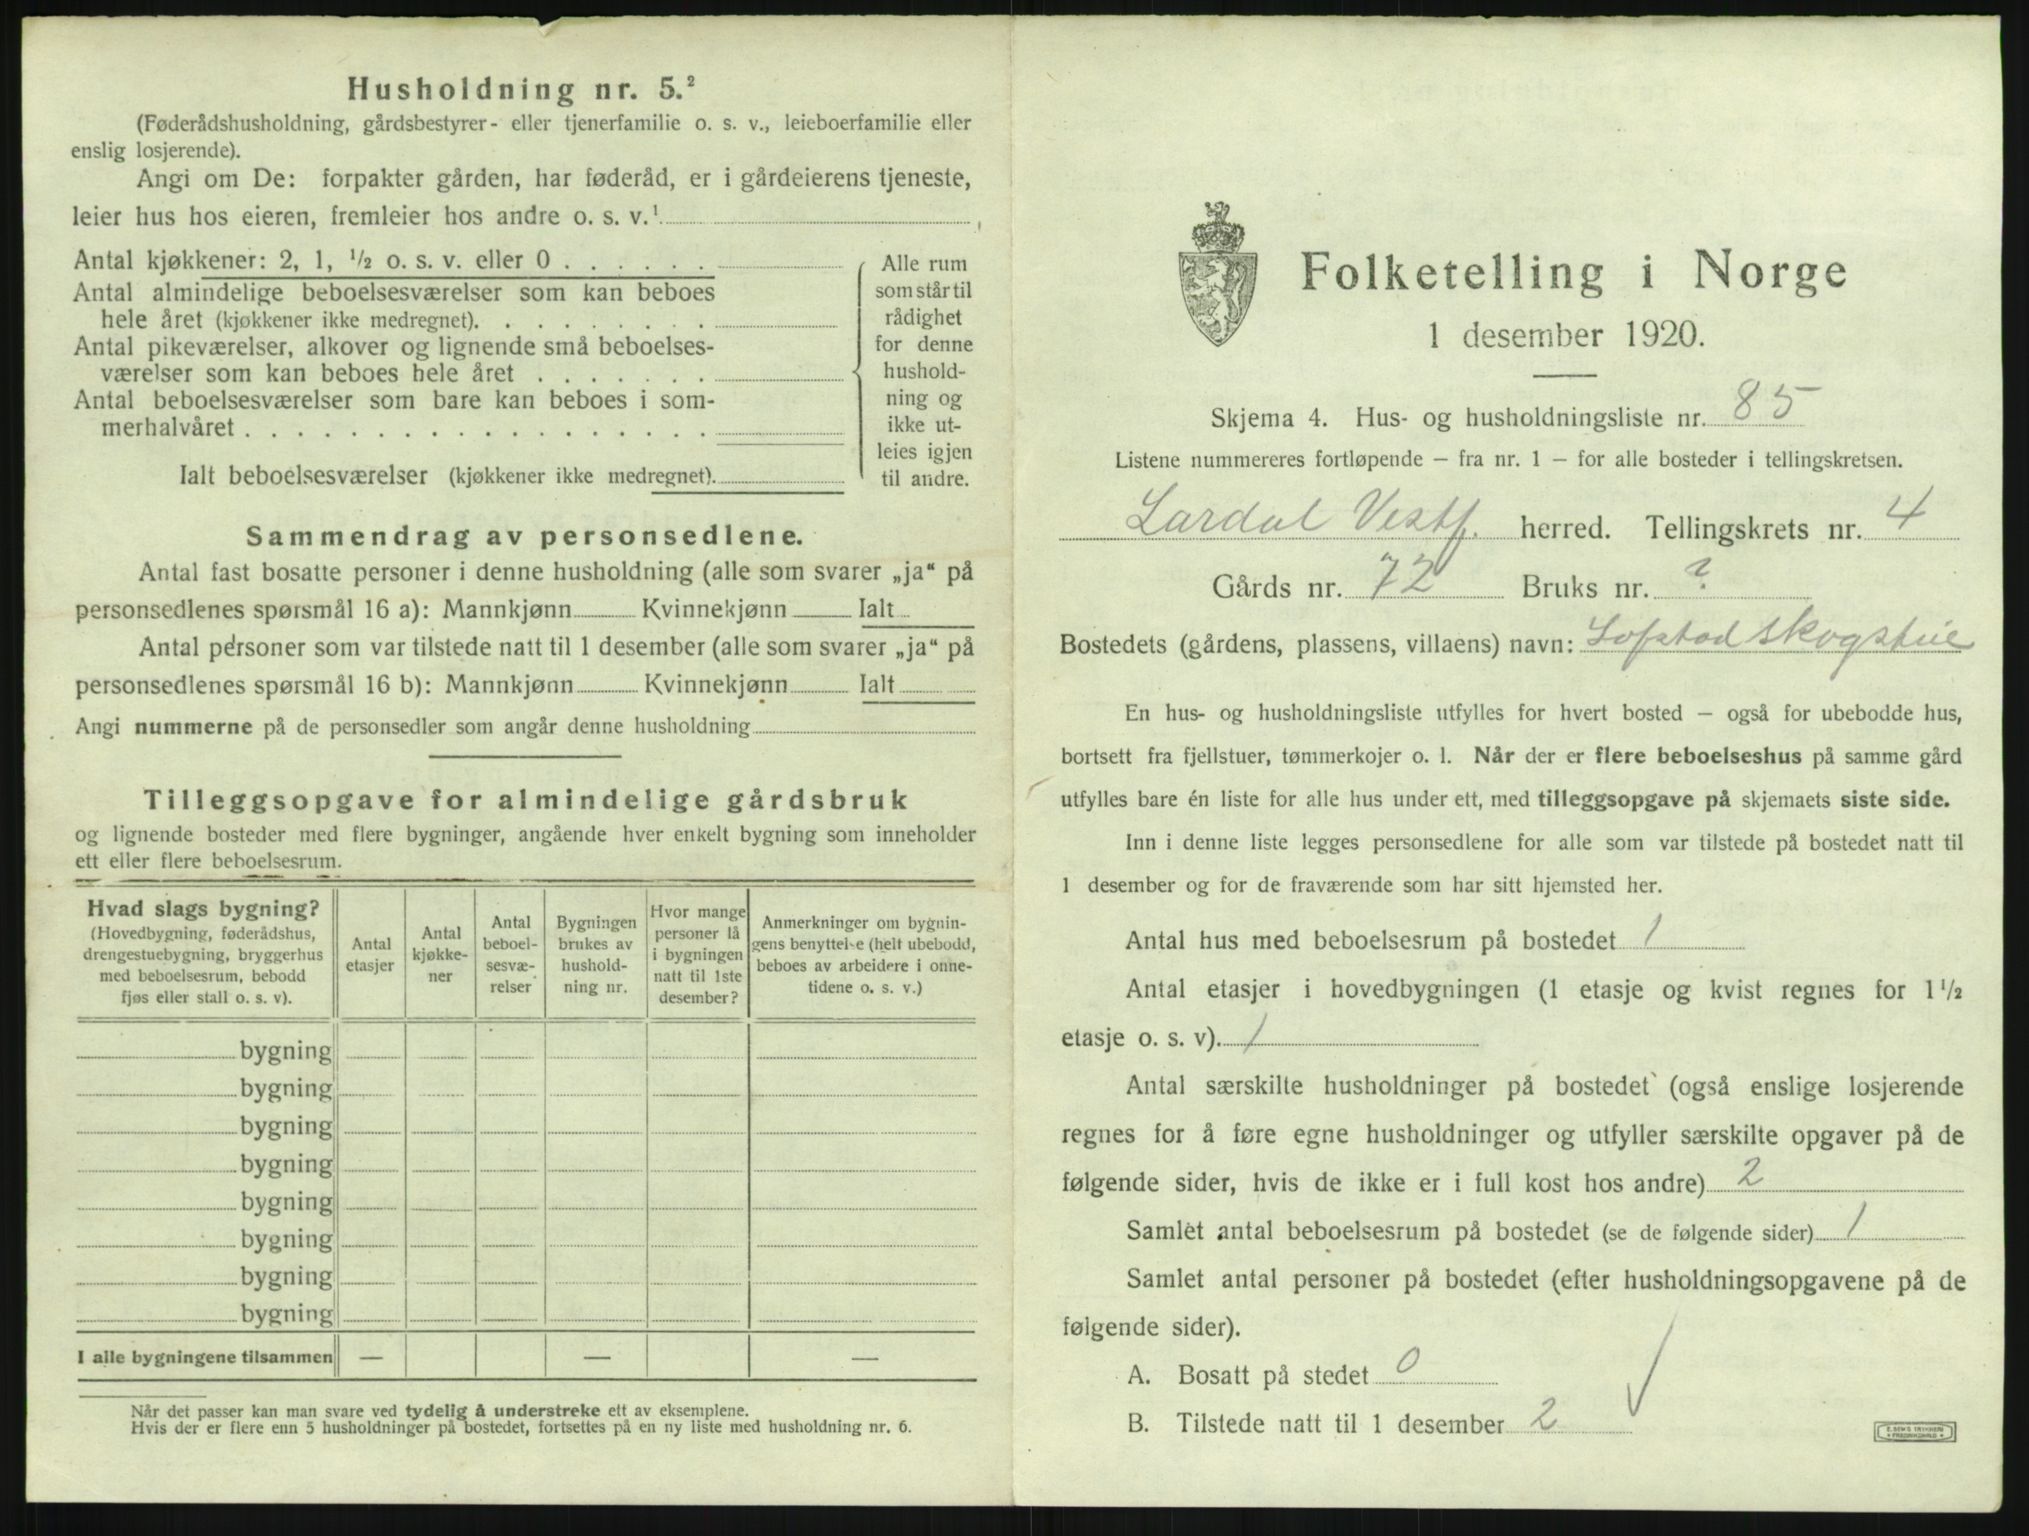 Husholdning nr. 5.²
(Føderådshusholdning, gårdsbestyrer- eller tjenerfamilie o. s. v., leieboerfamilie eller
enslig losjerende).
Angi om De: forpakter gården, har føderåd, er i gårdeierens tjeneste,
leier hus hos eieren, fremleier hos andre o. s. v.¹ ,
Antal kjøkkener: 2, 1, ½ o. s. v. eller 0 . . . . . .
Antal almindelige beboelsesværelser som kan beboes
hele året (kjøkkener ikke medregnet). . . . . . . . .
Antal pikeværelser, alkover og lignende små beboelses-
værelser som kan beboes hele året . . . . . . .
Antal beboelsesværelser som bare kan beboes i som-
merhalvåret . . . . . . . . . . . . . . . . . .
Ialt beboelsesværelser (kjøkkener ikke medregnet).
Alle rum
som står til
rådighet
for denne
hushold-
ning og
ikke ut-
leies igjen
til andre.
Sammendrag av personsedlene.
Antal fast bosatte personer i denne husholdning (alle som svarer „ja“ på
personsedlenes spørsmål 16 a): Mannkjønn Kvinnekjønn Ialt
Antal personer som var tilstede natt til 1 desember (alle som svarer „ja“ på
personsedlenes spørsmål 16 b): Mannkjønn Kvinnekjønn Ialt
Angi nummerne på de personsedler som angår denne husholdning
Tilleggsopgave for almindelige gårdsbruk
og lignende bosteder med flere bygninger, angående hver enkelt bygning som inneholder
ett eller flere beboelsesrum.
Hvad slags bygning?
(Hovedbygning, føderådshus,
drengestuebygning, bryggerhus
med beboelsesrum, bebodd
fjøs eller stall o. s. v).
Antal
etasjer
Antal
kjøkke-
ner
Antal
beboel-
sesvæ-
relser
Bygningen
brukes av
hushold-
ning nr.
Hvor mange
personer lå
i bygningen
natt til 1ste
desember?
Anmerkninger om bygnin-
gens benyttelse (helt ubebodd,
beboes av arbeidere i onne-
tidene o. s. v.)
bygning
bygning
bygning
bygning
bygning
bygning
bygning
bygning
I alle bygningene tilsammen — — —
Når det passer kan man svare ved tydelig å understreke ett av eksemplene.
Hvis der er flere enn 5 husholdninger på bostedet, fortsettes på en ny liste med husholdning nr. 6.
Folketelling i Norge
1 desember 1920.
Skjema 4. Hus- og husholdningsliste nr. 85
Listene nummereres fortløpende – fra nr. 1 – for alle bosteder i tellingskretsen.
Lardal Vestf. herred. Tellingskrets nr. 4
Gårds nr. 72 Bruks nr. ?
Bostedets (gårdens, plassens, villaens) navn: Lofstad skogstue
En hus- og husholdningsliste utfylles for hvert bosted – også for ubebodde hus,
bortsett fra fjellstuer, tømmerkojer o. l. Når der er flere beboelseshus på samme gård
utfylles bare én liste for alle hus under ett, med tilleggsopgave på skjemaets siste side.
Inn i denne liste legges personsedlene for alle som var tilstede på bostedet natt til
1 desember og for de fraværende som har sitt hjemsted her.
Antal hus med beboelsesrum på bostedet 1
Antal etasjer i hovedbygningen (1 etasje og kvist regnes for 1½
etasje o. s. v). 1
Antal særskilte husholdninger på bostedet (også enslige losjerende
regnes for å føre egne husholdninger og utfyller særskilte opgaver på de
følgende sider, hvis de ikke er i full kost hos andre) 2
Samlet antal beboelsesrum på bostedet (se de følgende sider) 1
Samlet antal personer på bostedet (efter husholdningsopgavene på de
følgende sider).
A. Bosatt på stedet 0
B. Tilstede natt til 1 desember 2